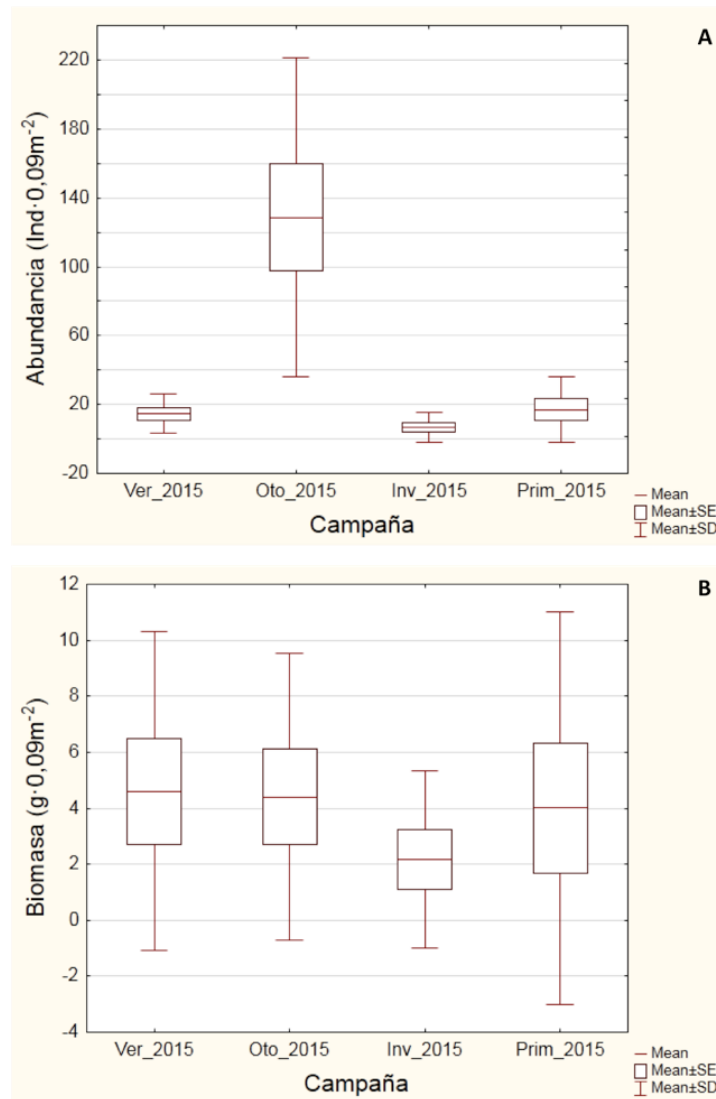 A
Abundancia (Ind·0,09m⁻²)
220
180
140
100
60
20
-20
Ver_2015 Oto_2015 Inv_2015 Prim_2015
Campaña
Mean
Mean±SE
Mean±SD
B
Biomasa (g·0,09m⁻²)
12
10
8
6
4
2
0
-2
-4
Ver_2015 Oto_2015 Inv_2015 Prim_2015
Campaña
Mean
Mean±SE
Mean±SD